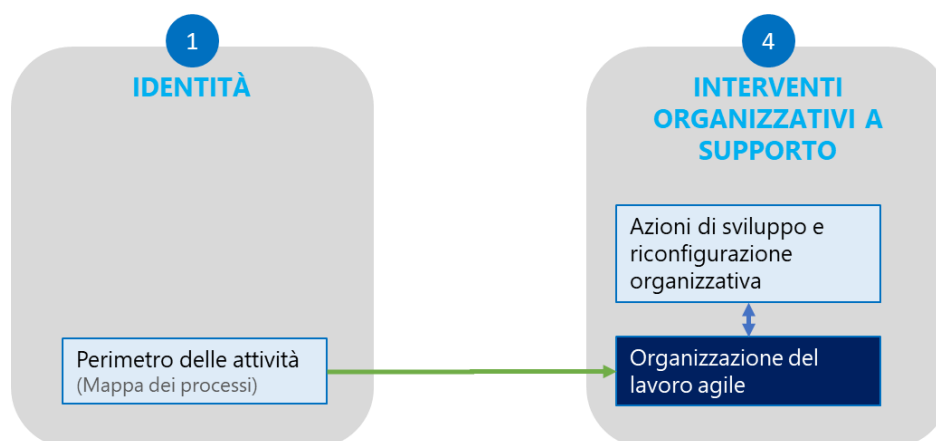 1
IDENTITÀ
Perimetro delle attività
(Mappa dei processi)
4
INTERVENTI
ORGANIZZATIVI A
SUPPORTO
Azioni di sviluppo e
riconfigurazione
organizzativa
Organizzazione del
lavoro agile